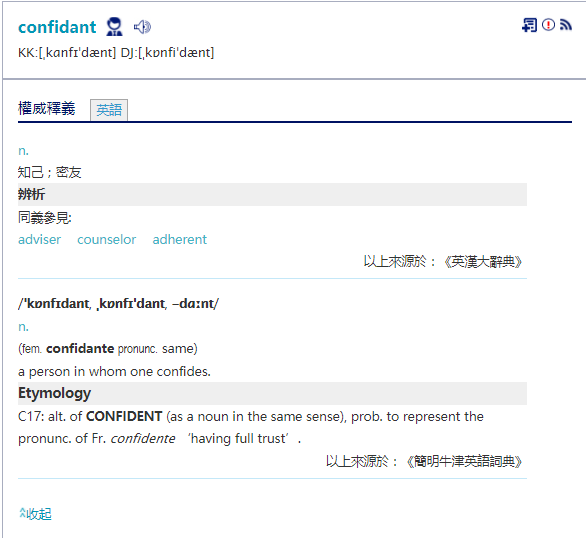 confidant
KK:[ˌkɑnfɪˈdænt] DJ:[ˌkɒnfiˈdænt]
權威釋義 英語
n.
知己；密友
辨析
同義參見:
adviser counselor adherent
以上來源於：《英漢大辭典》
/ˈkɒnfɪdant, ˌkɒnfɪˈdant, –dɑːnt/
n.
(fem. confidante pronunc. same)
a person in whom one confides.
Etymology
C17: alt. of CONFIDENT (as a noun in the same sense), prob. to represent the
pronunc. of Fr. confidente ‘having full trust’.
以上來源於：《簡明牛津英語詞典》
收起